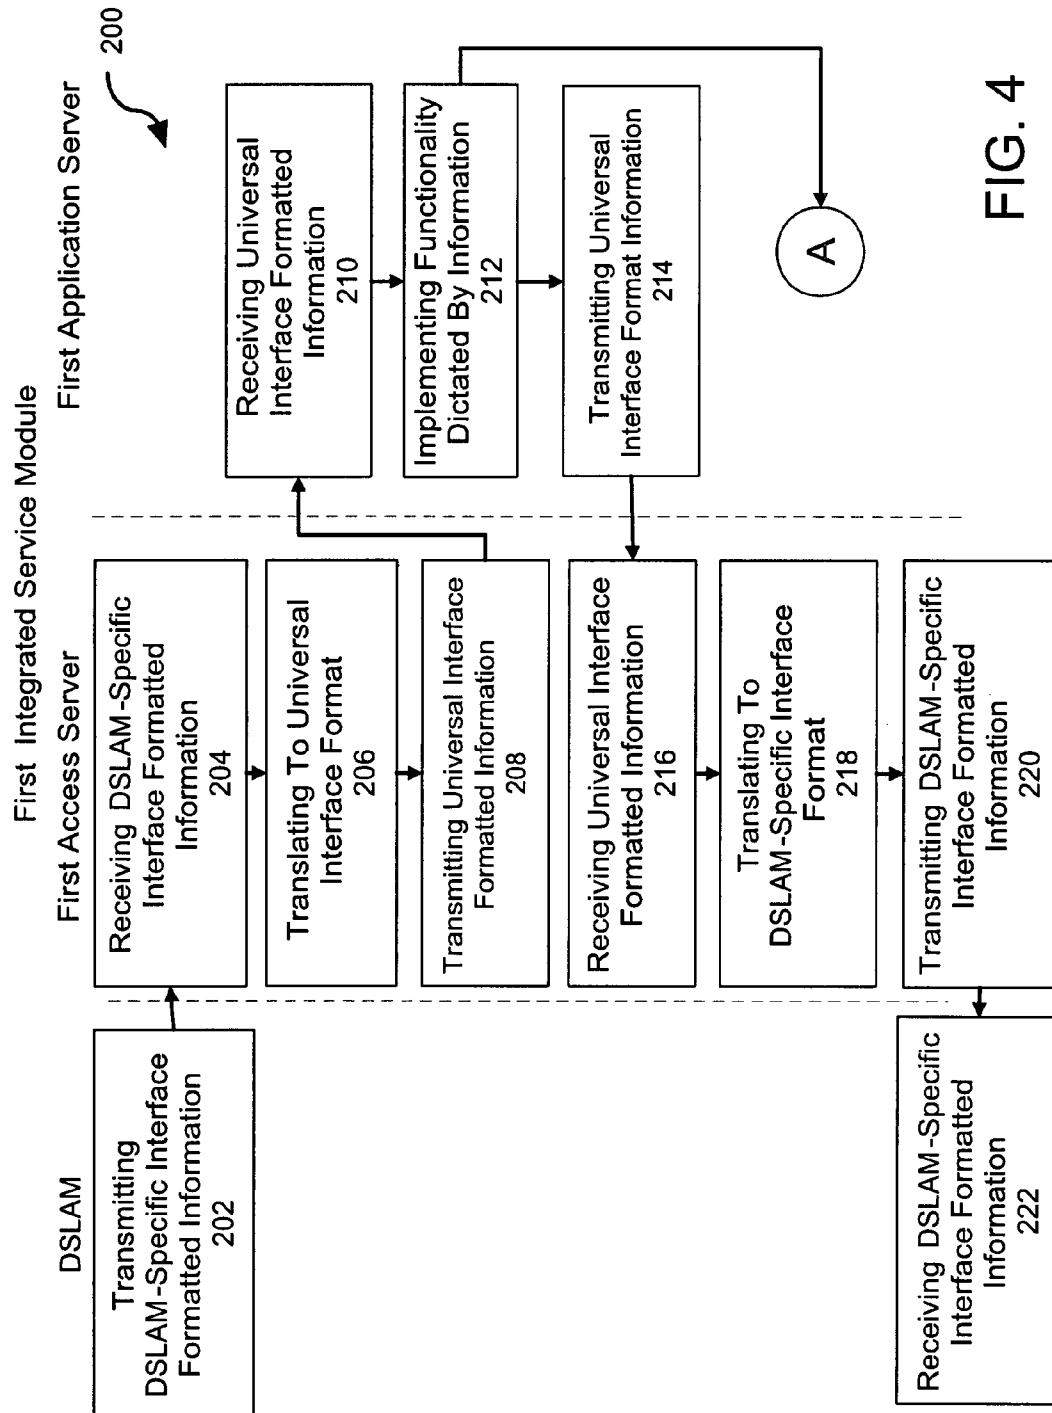 First Integrated Service Module
DSLAM
First Access Server
First Application Server
200
Transmitting
DSLAM-Specific Interface
Formatted Information
202
Receiving DSLAM-Specific
Interface Formatted
Information
204
Translating To Universal
Interface Format
206
Transmitting Universal Interface
Formatted Information
208
Receiving Universal
Interface Formatted
Information
210
Implementing Functionality
Dictated By Information
212
Transmitting Universal
Interface Format Information
214
Receiving Universal Interface
Formatted Information
216
Translating To
DSLAM-Specific Interface
Format
218
Transmitting DSLAM-Specific
Interface Formatted
Information
220
Receiving DSLAM-Specific
Interface Formatted
Information
222
A
FIG. 4